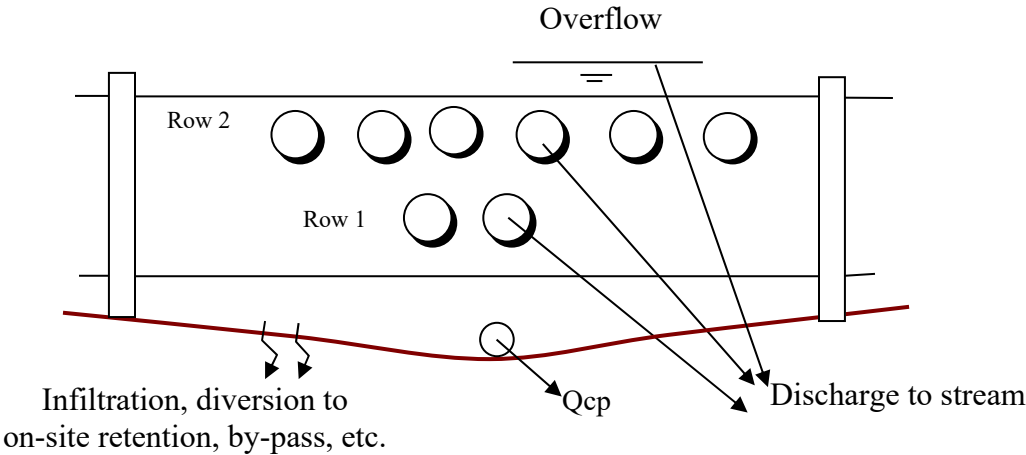 Overflow
Row 2
Row 1
Qcp
Discharge to stream
Infiltration, diversion to
on-site retention, by-pass, etc.